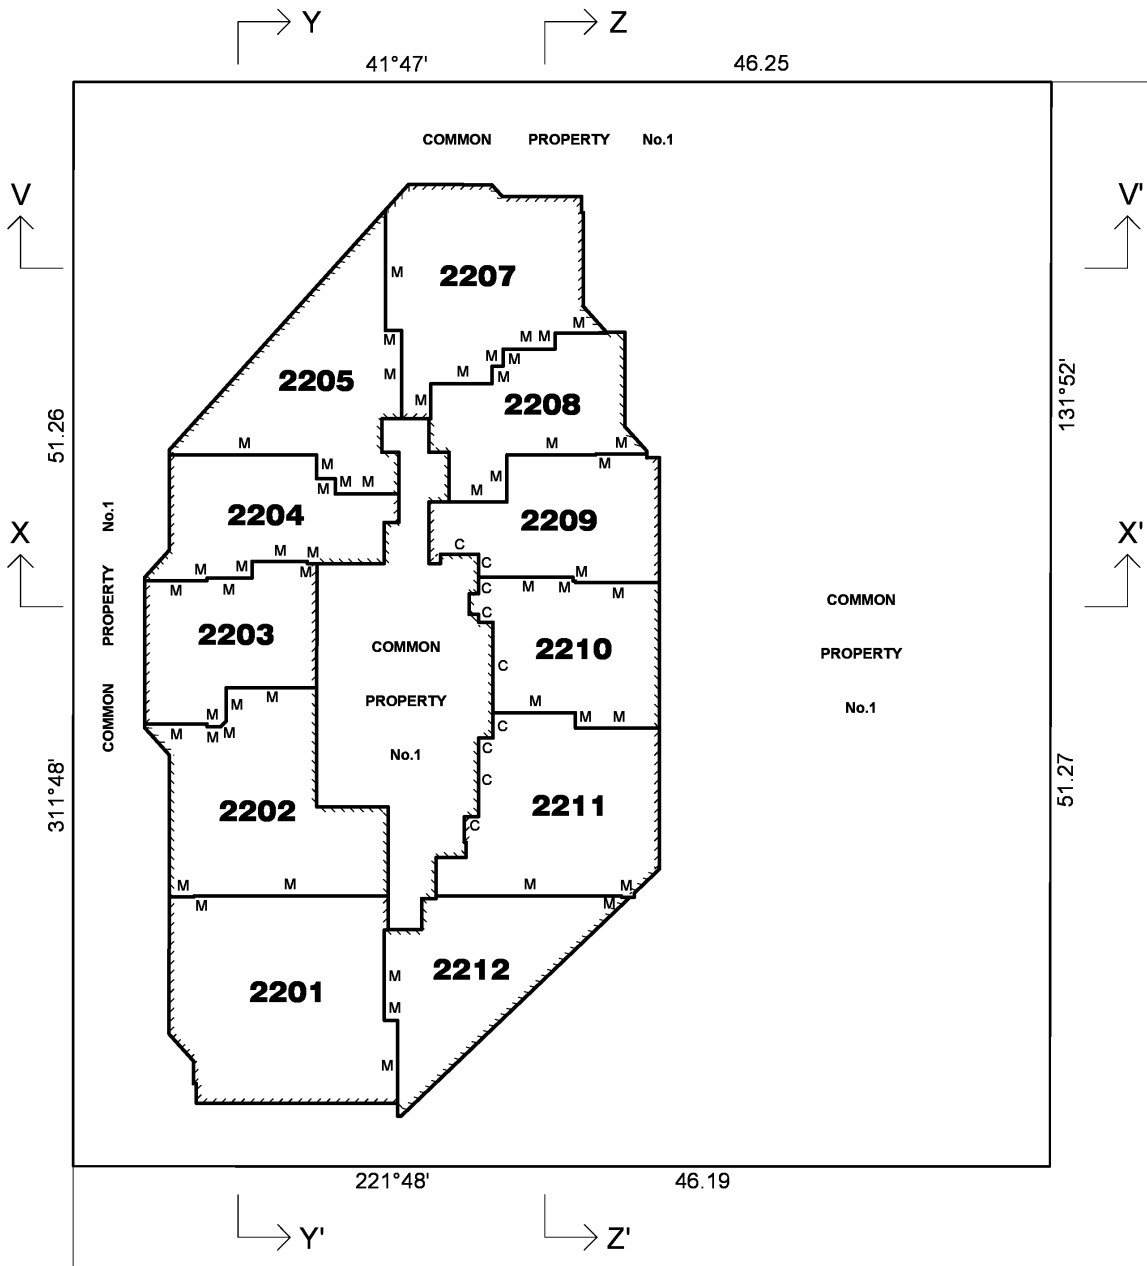 Y Z
41°47' 46.25
COMMON PROPERTY No.1
V V'
2207
M
M
M M M
M M M
2205 M M M
2208
M
131°52'
51.26
M M M
M M
M M M M
M M
2204 2209
COMMON PROPERTY No.1
X X'
C
M M M C
M M M
M M C M M M
C
COMMON
2203 COMMON 2210
C
PROPERTY
PROPERTY
M M M
M M M
M M M C
No.1
No.1
C
C
311°48' 51.27
2202 2211
C
M M M M
M M
2212
M
2201
M
M
221°48' 46.19
Y' Z'